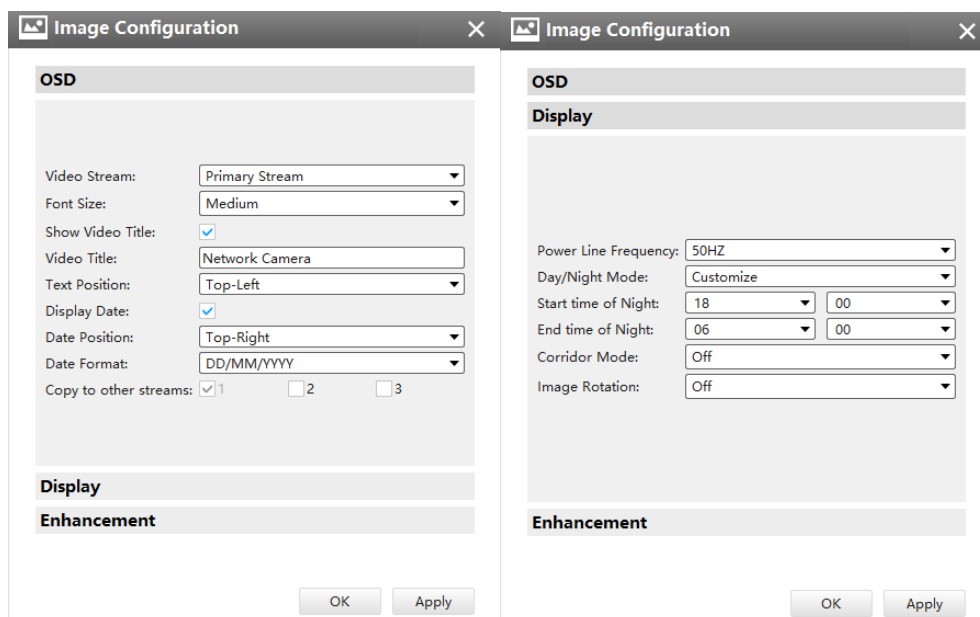 Image Configuration
OSD
Video Stream: Primary Stream
Font Size: Medium
Show Video Title:
Video Title: Network Camera
Text Position: Top-Left
Display Date:
Date Position: Top-Right
Date Format: DD/MM/YYYY
Copy to other streams: 1 2 3
Display
Enhancement
OK Apply
Image Configuration
OSD
Display
Power Line Frequency: 50HZ
Day/Night Mode: Customize
Start time of Night: 18 00
End time of Night: 06 00
Corridor Mode: Off
Image Rotation: Off
Enhancement
OK Apply